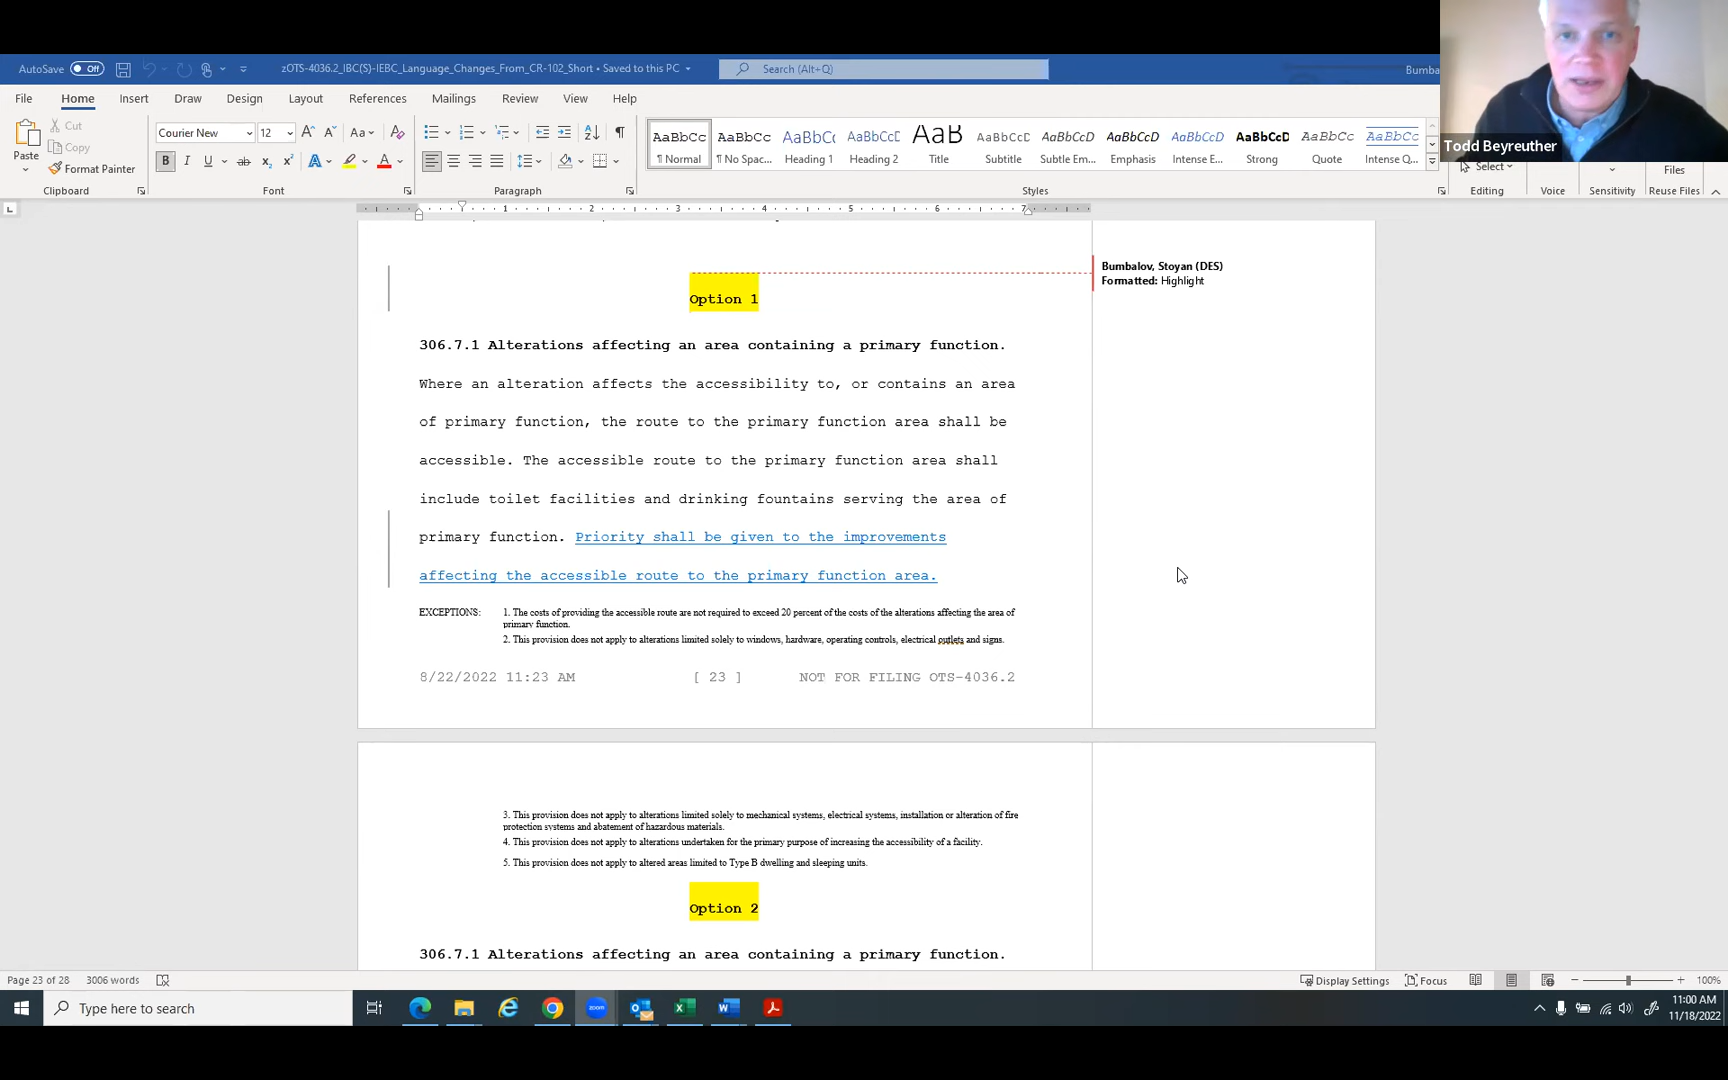 AutoSave Off zOTS-4036.2_IBC(S)-IEBC_Language_Changes_From_CR-102_Short • Saved to this PC Search (Alt+Q) Bumba
File Home Insert Draw Design Layout References Mailings Review View Help
Todd Beyreuther
Paste
Cut
Copy
Format Painter
Clipboard
Courier New 12
Font
Paragraph
AaBbCc AaBbCc AaBbCc AaBbCcD AaB AaBbCcD AaBbCcD AaBbCcD AaBbCcD AaBbCcD AaBbCcD AaBbCcD
¶ Normal ¶ No Spac... Heading 1 Heading 2 Title Subtitle Subtle Em... Emphasis Intense E... Strong Quote Intense Q...
Styles
Select
Editing
Voice
Sensitivity
Files
Reuse Files
1 2 3 4 5 6 7
Bumbalov, Stoyan (DES)
Formatted: Highlight
Option 1
306.7.1 Alterations affecting an area containing a primary function.
Where an alteration affects the accessibility to, or contains an area
of primary function, the route to the primary function area shall be
accessible. The accessible route to the primary function area shall
include toilet facilities and drinking fountains serving the area of
primary function. Priority shall be given to the improvements
affecting the accessible route to the primary function area.
EXCEPTIONS: 1. The costs of providing the accessible route are not required to exceed 20 percent of the costs of the alterations affecting the area of
primary function.
2. This provision does not apply to alterations limited solely to windows, hardware, operating controls, electrical outlets and signs.
8/22/2022 11:23 AM [ 23 ] NOT FOR FILING OTS-4036.2
3. This provision does not apply to alterations limited solely to mechanical systems, electrical systems, installation or alteration of fire
protection systems and abatement of hazardous materials.
4. This provision does not apply to alterations undertaken for the primary purpose of increasing the accessibility of a facility.
5. This provision does not apply to altered areas limited to Type B dwelling and sleeping units.
Option 2
306.7.1 Alterations affecting an area containing a primary function.
Page 23 of 28 3006 words Display Settings Focus 100%
Type here to search
11:00 AM
11/18/2022